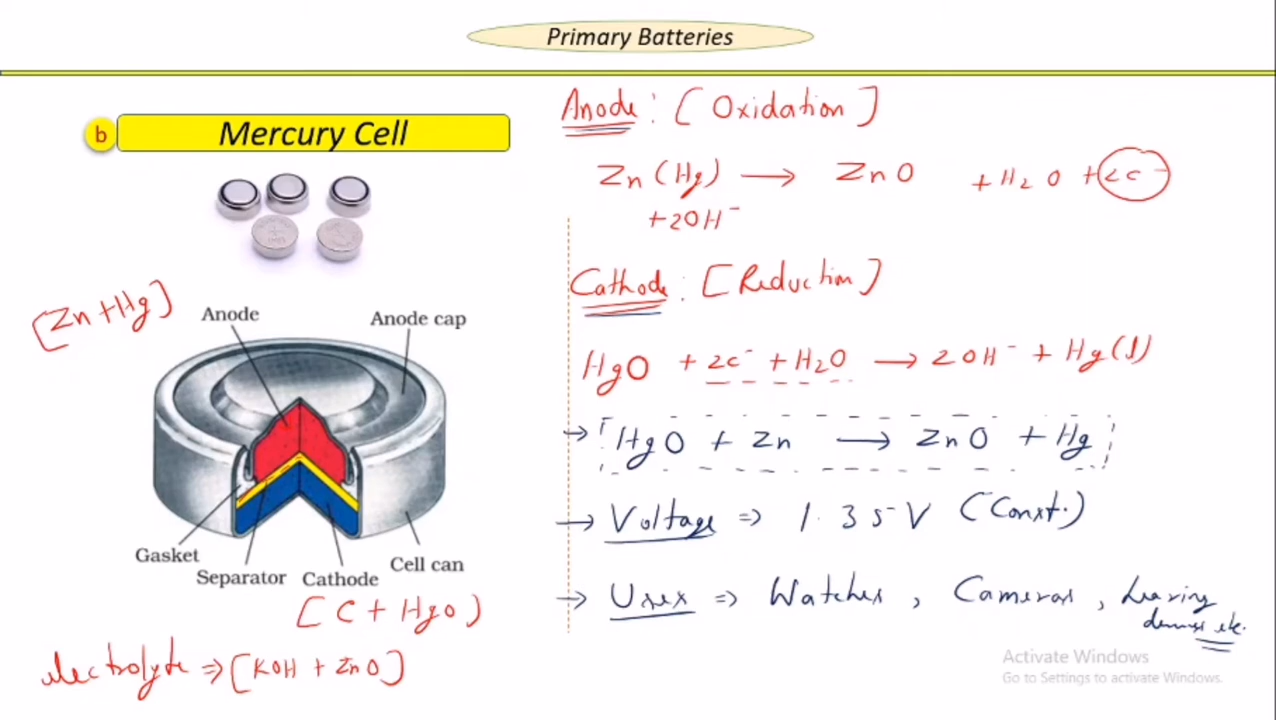 Primary Batteries
b Mercury Cell
Anode : [Oxidation]
Zn(Hg) → ZnO + H2O + 2e-
+2OH-
Cathode : [Reduction]
HgO + 2e- + H2O → 2OH- + Hg(l)
→ HgO + Zn → ZnO + Hg
→ Voltage ⇒ 1.35 V (Const.)
→ Uses ⇒ Watches, Cameras, hearing
etc.
[Zn+Hg]
Anode
Anode cap
Gasket
Separator
Cathode
Cell can
[C + HgO]
electrolyte ⇒ [KOH + ZnO]
Activate Windows
Go to Settings to activate Windows.